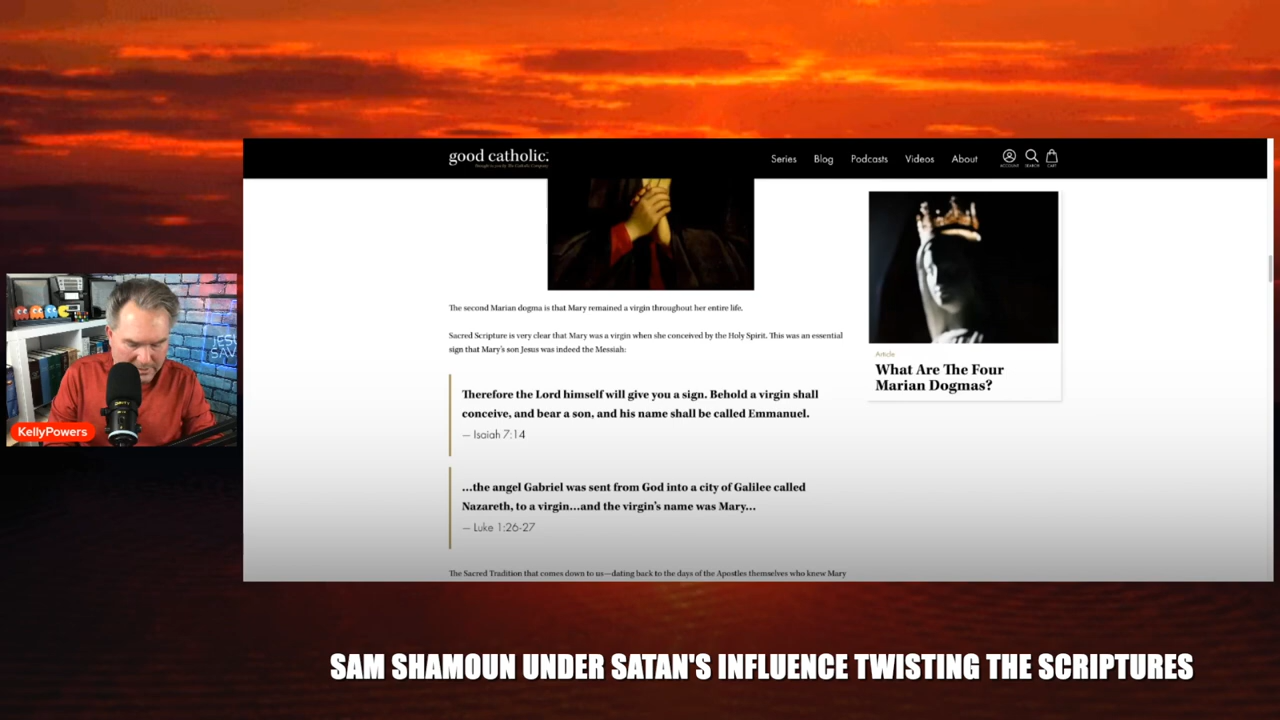 good catholic.
Brought to you by The Catholic Company
Series Blog Podcasts Videos About
ACCOUNT SEARCH CART
The second Marian dogma is that Mary remained a virgin throughout her entire life.
Sacred Scripture is very clear that Mary was a virgin when she conceived by the Holy Spirit. This was an essential
sign that Mary's son Jesus was indeed the Messiah:
Therefore the Lord himself will give you a sign. Behold a virgin shall
conceive, and bear a son, and his name shall be called Emmanuel.
— Isaiah 7:14
...the angel Gabriel was sent from God into a city of Galilee called
Nazareth, to a virgin...and the virgin's name was Mary...
— Luke 1:26-27
The Sacred Tradition that comes down to us—dating back to the days of the Apostles themselves who knew Mary
Article
What Are The Four
Marian Dogmas?
KellyPowers
SAM SHAMOUN UNDER SATAN'S INFLUENCE TWISTING THE SCRIPTURES